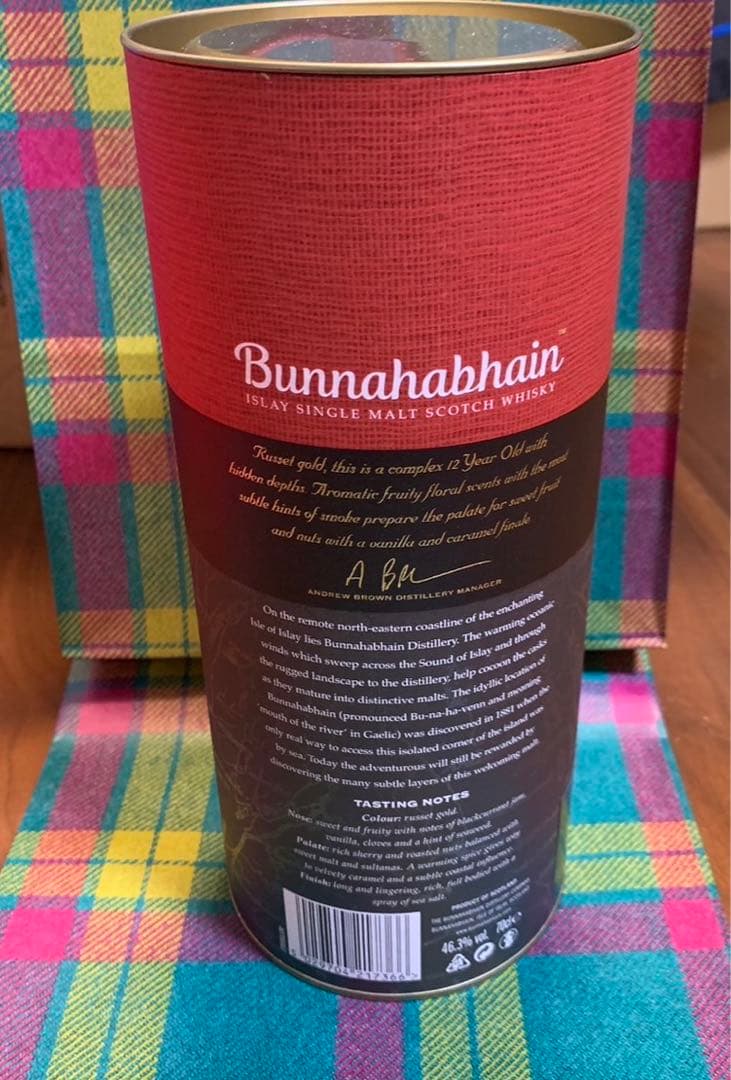 Bunnahabhain™
ISLAY SINGLE MALT SCOTCH WHISKY
Russet gold, this is a complex 12 Year Old with
hidden depths. Aromatic fruity floral scents with the most
subtle hints of smoke prepare the palate for sweet fruit
and nuts with a vanilla and caramel finale
ANDREW BROWN DISTILLERY MANAGER
On the remote north-eastern coastline of the enchanting
Isle of Islay lies Bunnahabhain Distillery. The warming oceanic
winds which sweep across the Sound of Islay and through
the rugged landscape to the distillery, help cocoon the casks
as they mature into distinctive malts. The idyllic location of
Bunnahabhain (pronounced Bu-na-ha-venn and meaning
'mouth of the river' in Gaelic) was discovered in 1881 when the
only real way to access this isolated corner of the island was
by sea. Today the adventurous will still be rewarded by
discovering the many subtle layers of this welcoming malt.
TASTING NOTES
Colour: russet gold.
Nose: sweet and fruity with notes of blackcurrant jam,
vanilla, cloves and a hint of seaweed.
Palate: rich sherry and roasted nuts balanced with
sweet malt and sultanas. A warming spice gives way
to velvety caramel and a subtle coastal influence.
Finish: long and lingering, rich, full bodied with a
spray of sea salt.
PRODUCT OF SCOTLAND
THE BUNNAHABHAIN DISTILLERY
BUNNAHABHAIN, ISLE OF ISLAY, SCOTLAND
46.3% vol. 70cl e